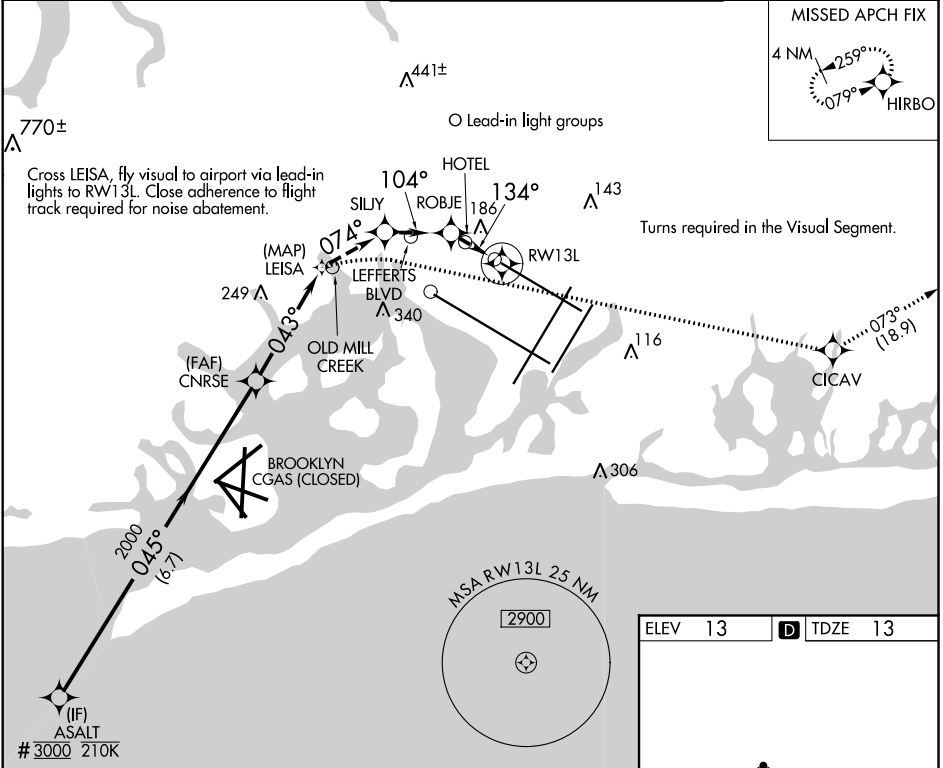 MISSED APCH FIX
4 NM
259°
079°
HIRBO
441±
770±
O Lead-in light groups
Cross LEISA, fly visual to airport via lead-in
lights to RW13L. Close adherence to flight
track required for noise abatement.
HOTEL
104°
134°
143
SILJY
ROBJE
186
Turns required in the Visual Segment.
074°
(MAP)
LEISA
RW13L
LEFFERTS
BLVD
249
340
043°
OLD MILL
CREEK
116
073°
(18.9)
(FAF)
CNRSE
CICAV
BROOKLYN
CGAS (CLOSED)
306
2000
045°
(6.7)
MSA RW13L 25 NM
2900
ELEV 13 D TDZE 13
(IF)
ASALT
# 3000 210K